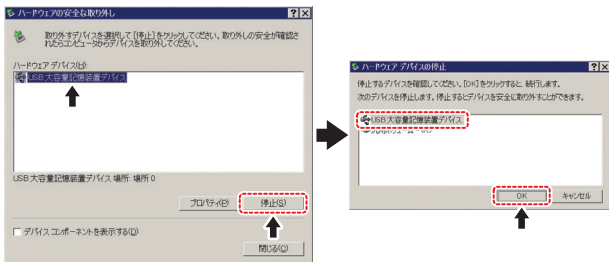 ハードウェアの安全な取り外し
取り外すデバイスを選択して [停止] をクリックしてください。取り外しの安全が確認さ
れたらコンピュータからデバイスを取り外してください。
ハードウェア デバイス(H)
USB 大容量記憶装置デバイス
USB 大容量記憶装置デバイス 場所: 場所 0
プロパティ(P)
停止(S)
デバイス コンポーネントを表示する(D)
閉じる(C)
ハードウェア デバイスの停止
停止するデバイスを確認してください。[OK] をクリックすると、続行します。
次のデバイスを停止します。停止するとデバイスを安全に取り外すことができます。
USB 大容量記憶装置デバイス
OK
キャンセル